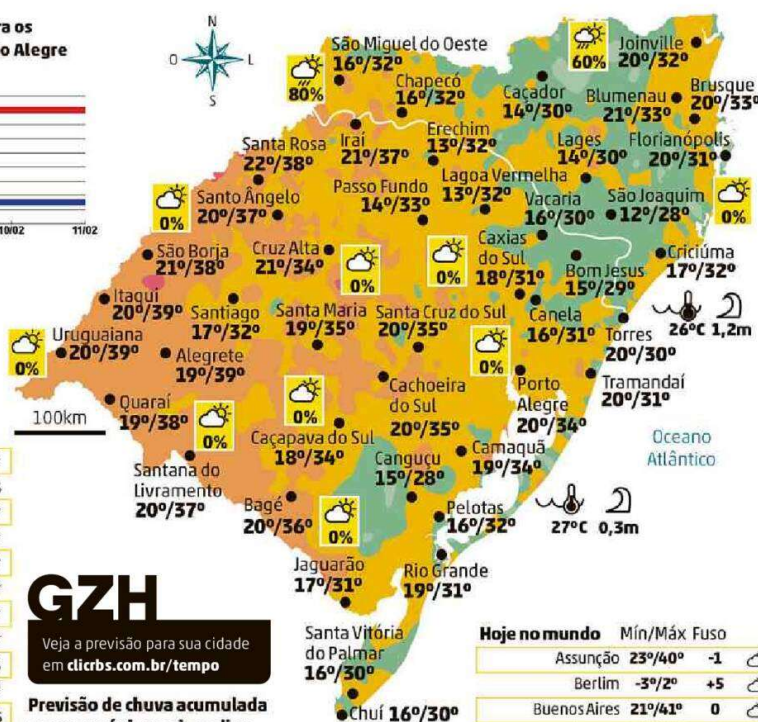 ra os
o Alegre
10/02 11/02
N
O L
S
São Miguel do Oeste
16º/32º
80%
Chapecó
16º/32º
60%
Joinville
20º/32º
Caçador
14º/30º
Blumenau
21º/33º
Brusque
20º/33º
Santa Rosa
22º/38º
Iraí
21º/37º
Erechim
13º/32º
Lages
14º/30º
Florianópolis
20º/31º
0%
Santo Ângelo
20º/37º
Passo Fundo
14º/33º
Lagoa Vermelha
13º/32º
Vacaria
16º/30º
São Joaquim
12º/28º
0%
São Borja
21º/38º
Cruz Alta
21º/34º
0%
0%
Caxias
do Sul
18º/31º
Bom Jesus
15º/29º
Criciúma
17º/32º
Itaqui
20º/39º
Santiago
17º/32º
Santa Maria
19º/35º
Santa Cruz do Sul
20º/35º
Canela
16º/31º
26ºC 1,2m
Torres
20º/30º
Uruguaiana
20º/39º
0%
Alegrete
19º/39º
0%
Porto
Alegre
20º/34º
Tramandaí
20º/31º
Quaraí
19º/38º
100km
0%
0%
Cachoeira
do Sul
20º/35º
Oceano
Atlântico
Caçapava do Sul
18º/34º
Camaquã
19º/34º
Canguçu
15º/28º
Santana do
Livramento
20º/37º
Bagé
20º/36º
0%
Pelotas
16º/32º
27ºC 0,3m
Jaguarão
17º/31º
Rio Grande
19º/31º
GZH
Veja a previsão para sua cidade
em clicrbs.com.br/tempo
Santa Vitória
do Palmar
16º/30º
Chuí 16º/30º
Previsão de chuva acumulada
Hoje no mundo Mín/Máx Fuso
Assunção 23º/40º -1
Berlim -3º/2º +5
Buenos Aires 21º/41º 0